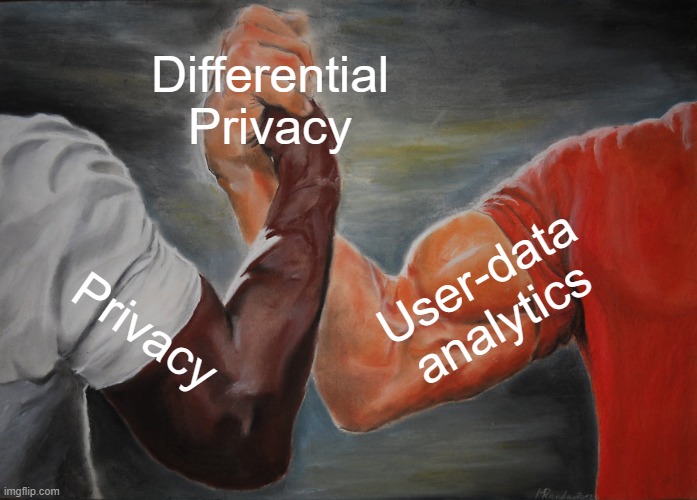 Differential
Privacy
Privacy
User-data
analytics
imgflip.com